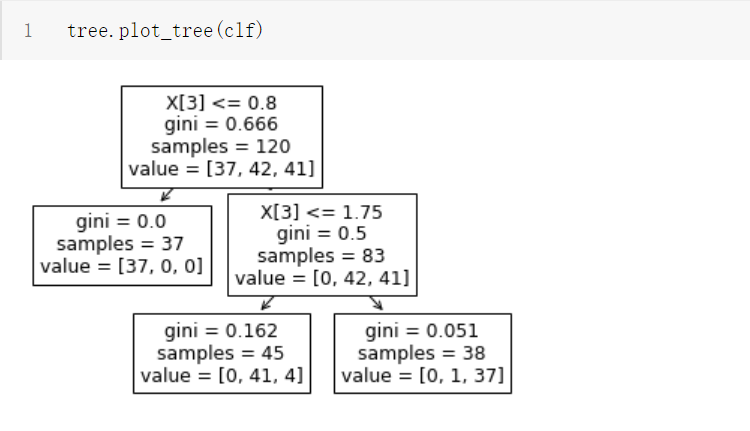 1 tree.plot_tree(clf)
X[3] <= 0.8
gini = 0.666
samples = 120
value = [37, 42, 41]
gini = 0.0
samples = 37
value = [37, 0, 0]
X[3] <= 1.75
gini = 0.5
samples = 83
value = [0, 42, 41]
gini = 0.162
samples = 45
value = [0, 41, 4]
gini = 0.051
samples = 38
value = [0, 1, 37]